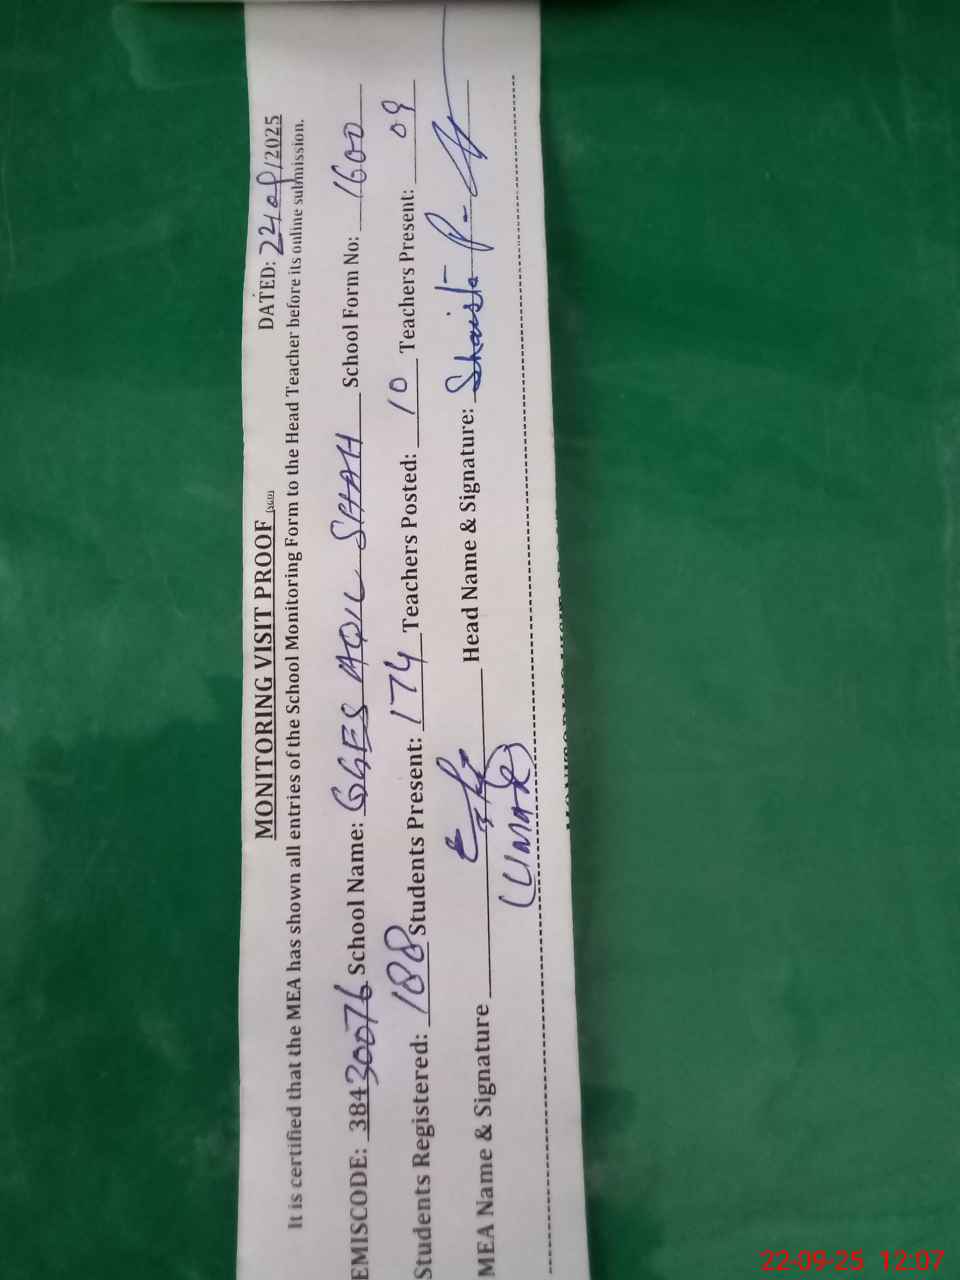 MONITORING VISIT PROOF (SGD) DATED: 22/09/2025
It is certified that the MEA has shown all entries of the School Monitoring Form to the Head Teacher before its online submission.
EMISCODE: 38430076 School Name: GGES AQIL SHAH School Form No: 1600
Students Registered: 188 Students Present: 174 Teachers Posted: 10 Teachers Present: 09
MEA Name & Signature Head Name & Signature: Shaista P-
(UMAR)
22-09-25 12:07